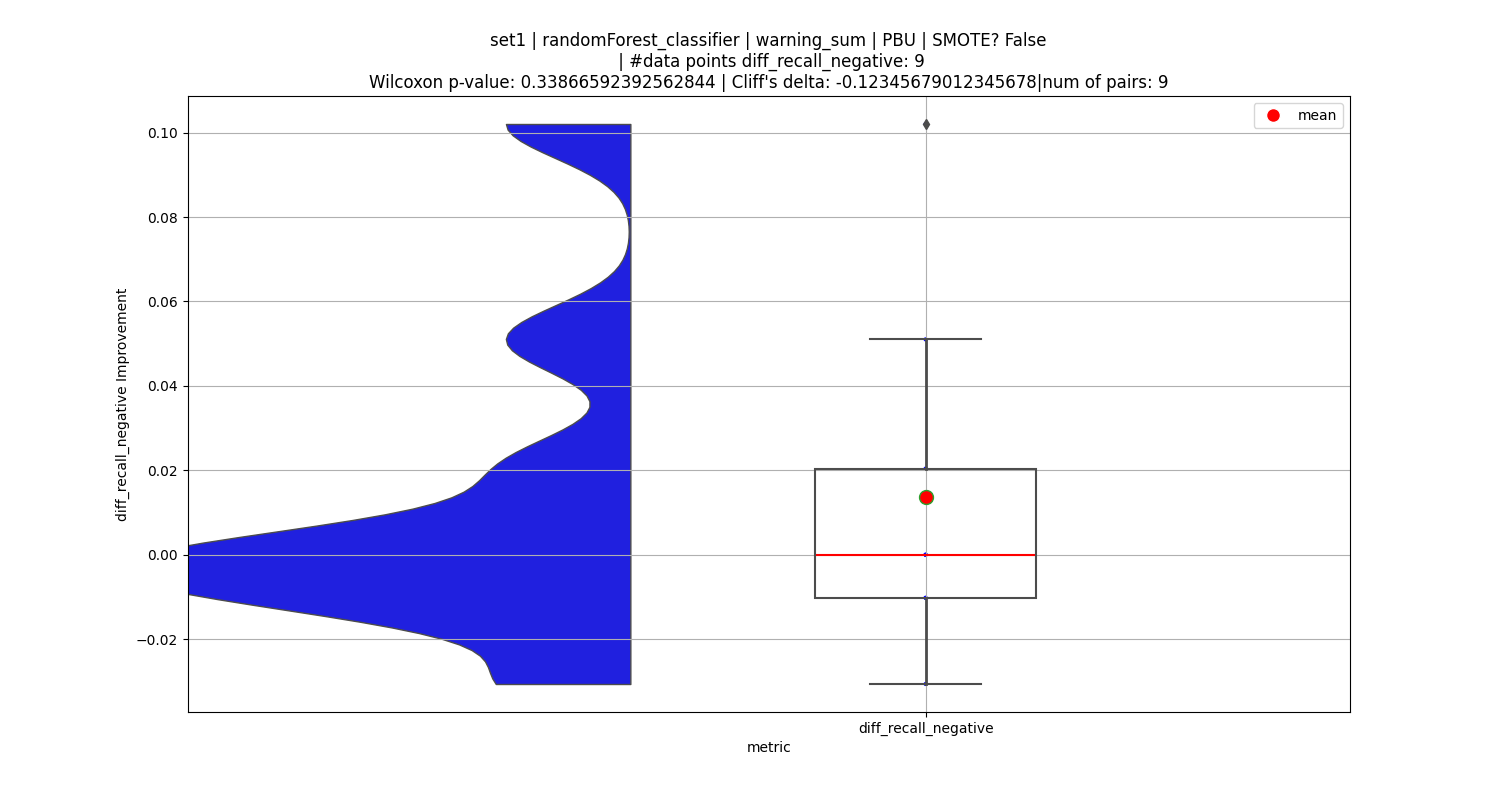 set1 | randomForest_classifier | warning_sum | PBU | SMOTE? False
| #data points diff_recall_negative: 9
Wilcoxon p-value: 0.33866592392562844 | Cliff's delta: -0.12345679012345678|num of pairs: 9
mean
0.10
0.08
0.06
0.04
0.02
0.00
−0.02
diff_recall_negative Improvement
diff_recall_negative
metric